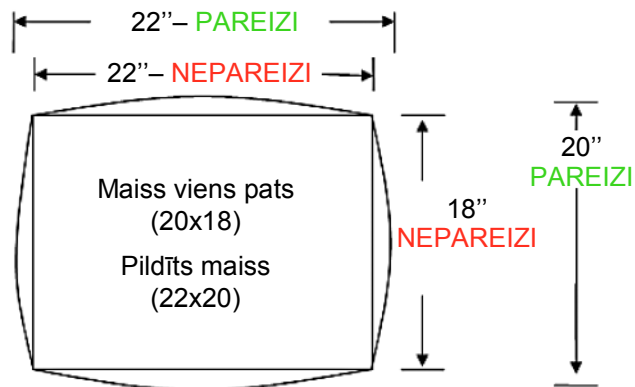 22’’– PAREIZI
22’’– NEPAREIZI
Maiss viens pats
(20x18)
Pildīts maiss
(22x20)
18’’
NEPAREIZI
20’’
PAREIZI